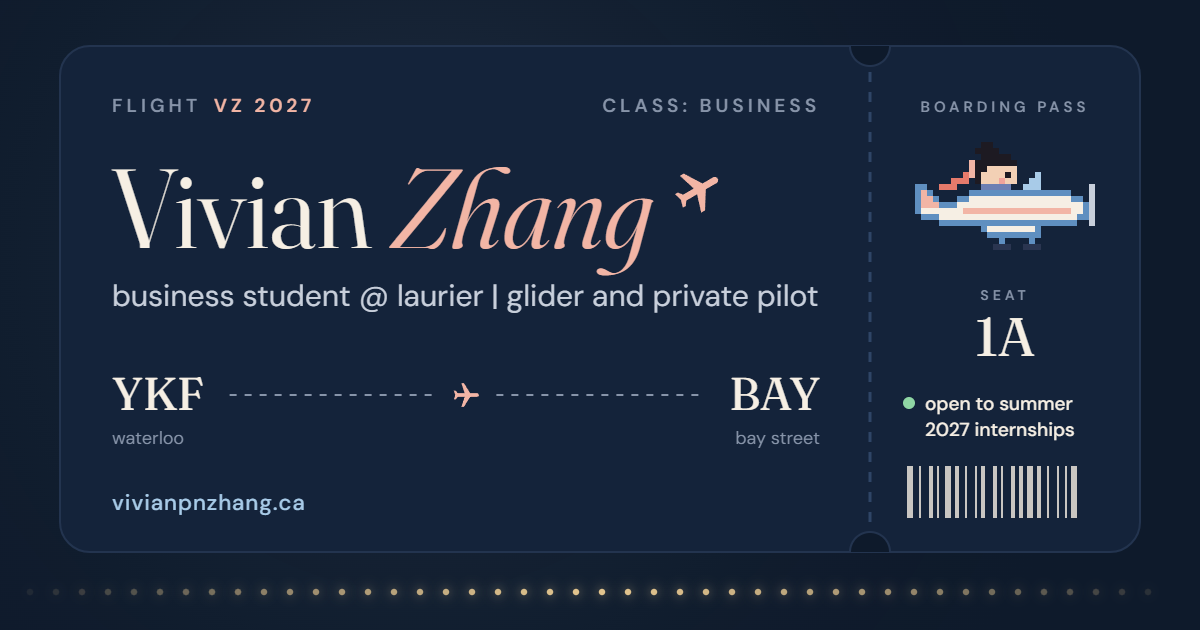 FLIGHT VZ 2027
CLASS: BUSINESS
BOARDING PASS
Vivian Zhang
business student @ laurier | glider and private pilot
YKF
BAY
waterloo
bay street
vivianpnzhang.ca
SEAT
1A
open to summer
2027 internships